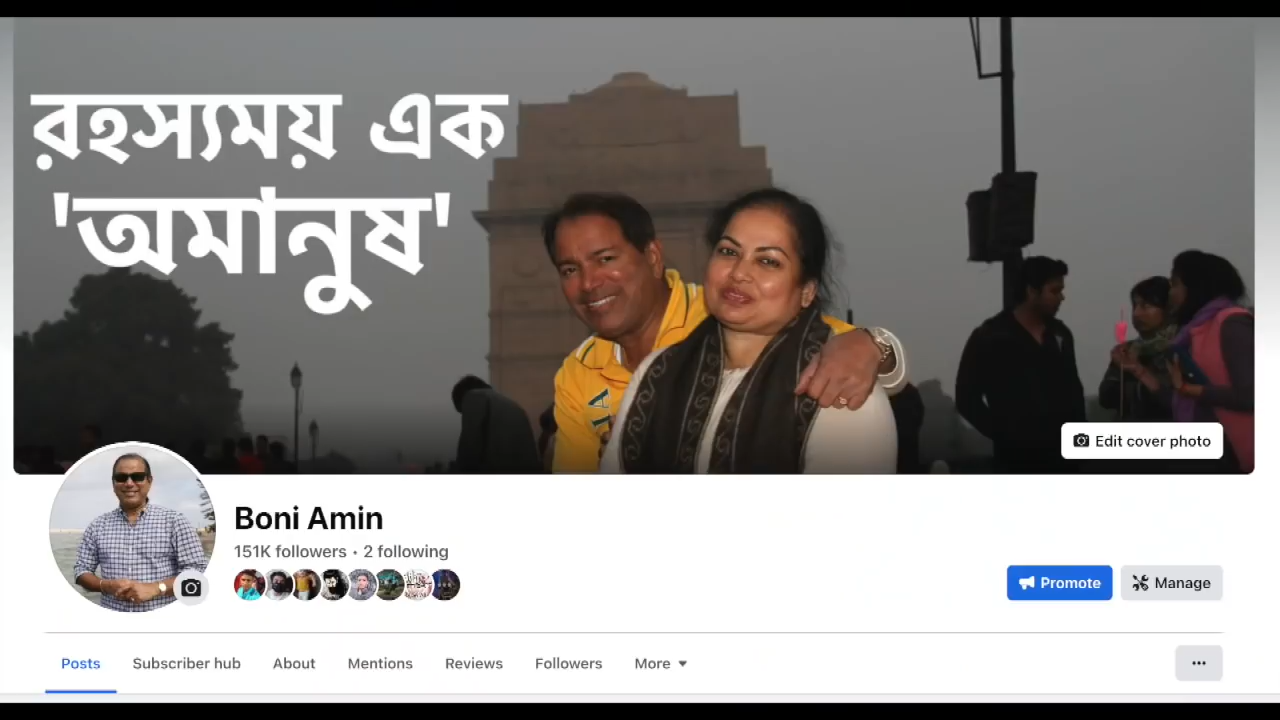 রহস্যময় এক
'অমানুষ'
Edit cover photo
Boni Amin
151K followers • 2 following
Promote
Manage
Posts
Subscriber hub
About
Mentions
Reviews
Followers
More